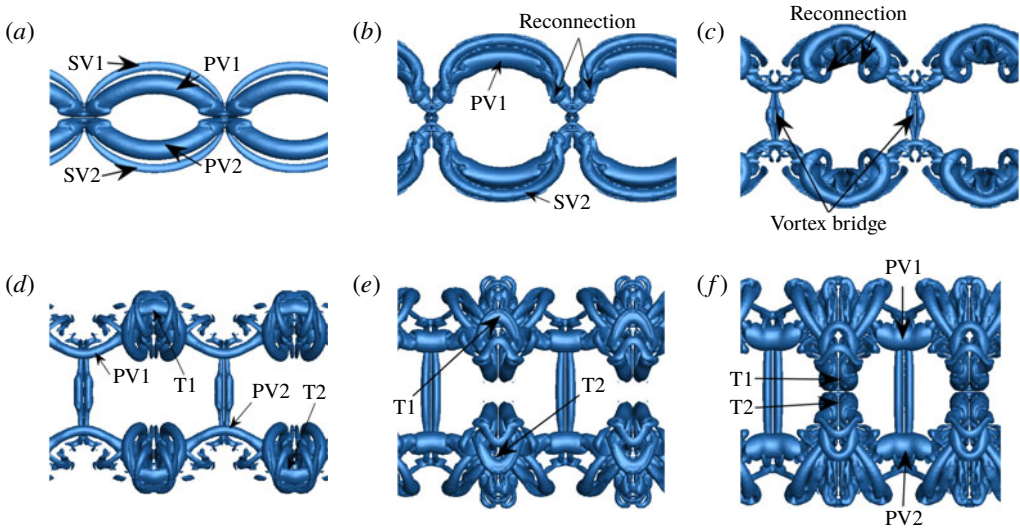 (a)
SV1
PV1
SV2
PV2
(b)
Reconnection
PV1
SV2
(c)
Reconnection
Vortex bridge
(d)
PV1
T1
PV2
T2
(e)
T1
T2
(f)
PV1
T1
T2
PV2